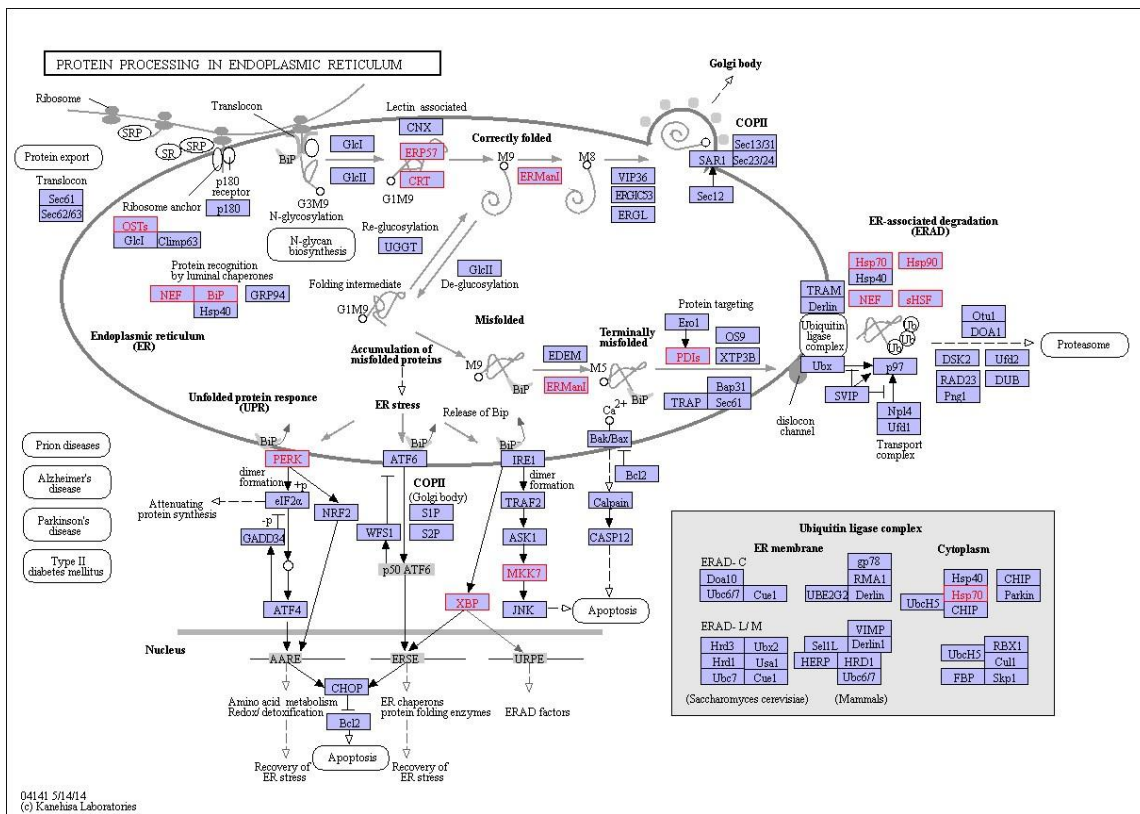 PROTEIN PROCESSING IN ENDOPLASMIC RETICULUM
Golgi body
Ribosome
Translocon
Lectin associated
SRP
SR
SRP
CNX
Correctly folded
COPII
Sec13/31
SAR1
Sec23/24
Sec12
Protein export
BiP
GlcI
GlcII
ERP57
CRT
G1M9
M9
ERManI
M8
VIP36
ERGIC53
ERGL
Translocon
Sec61
Sec62/63
p180
receptor
p180
G3M9
N-glycosylation
N-glycan
biosynthesis
Ribosome anchor
OSTs
GlcI
Climp63
Re-glucosylation
UGGT
GlcII
De-glucosylation
Protein recognition
by luminal chaperones
NEF
BiP
GRP94
Hsp40
Folding intermediate
G1M9
ER-associated degradation
(ERAD)
Hsp70
Hsp90
Hsp40
NEF
sHSF
TRAM
Derlin
Ubiquitin
ligase
complex
Ub
Ub
Ub
Otu1
DOA1
Proteasome
DSK2
Ufd2
RAD23
DUB
Png1
Ubx
p97
SVIP
Npl4
Ufd1
Transport
complex
dislocon
channel
Endoplasmic reticulum
(ER)
Misfolded
Accumulation of
misfolded proteins
M9
BiP
EDEM
ERManI
M5
BiP
Terminally
misfolded
Protein targeting
Ero1
PDIs
OS9
XTP3B
Bap31
TRAP
Sec61
Unfolded protein responce
(UPR)
ER stress
Release of Bip
Ca2+
BiP
BiP
BiP
Bak/Bax
Bcl2
PERK
ATF6
IRE1
Prion diseases
Alzheimer's
disease
Parkinson's
disease
Type II
diabetes mellitus
dimer
formation
+p
eIF2α
Attenuating
protein synthesis
-p
GADD34
NRF2
ATF4
COPII
(Golgi body)
S1P
S2P
WFS1
p50 ATF6
dimer
formation
TRAF2
ASK1
MKK7
JNK
XBP
Calpain
CASP12
Apoptosis
Nucleus
AARE
ERSE
URPE
CHOP
Bcl2
Apoptosis
Amino acid metabolism
Redox/detoxification
ER chaperons
protein folding enzymes
ERAD factors
Recovery of
ER stress
Recovery of
ER stress
Ubiquitin ligase complex
ER membrane
Cytoplasm
ERAD-C
Doa10
Ubc6/7
Cue1
gp78
RMA1
UBE2G2
Derlin
Hsp40
UbcH5
Hsp70
CHIP
CHIP
Parkin
ERAD-L/M
Hrd3
Ubx2
Hrd1
Usa1
Ubc7
Cue1
VIMP
Sel1L
Derlin1
HERP
HRD1
Ubc6/7
UbcH5
RBX1
Cul1
FBP
Skp1
(Saccharomyces cerevisiae)
(Mammals)
04141 5/14/14
(c) Kanehisa Laboratories